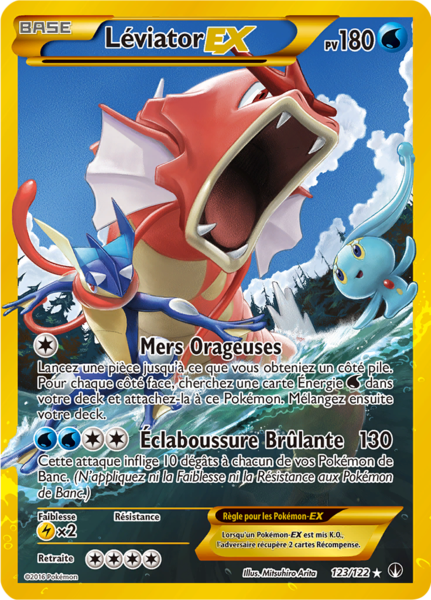 BASE
Léviator EX PV180
Mers Orageuses
Lancez une pièce jusqu'à ce que vous obteniez un côté pile.
Pour chaque côté face, cherchez une carte Énergie dans
votre deck et attachez-la à ce Pokémon. Mélangez ensuite
votre deck.
Éclaboussure Brûlante 130
Cette attaque inflige 10 dégâts à chacun de vos Pokémon de
Banc. (N'appliquez ni la Faiblesse ni la Résistance aux Pokémon
de Banc.)
Faiblesse Résistance
×2
Retraite
Règle pour les Pokémon-EX
Lorsqu'un Pokémon-EX est mis K.O.,
l'adversaire récupère 2 cartes Récompense.
©2016 Pokémon
Illus. Mitsuhiro Arita
123/122